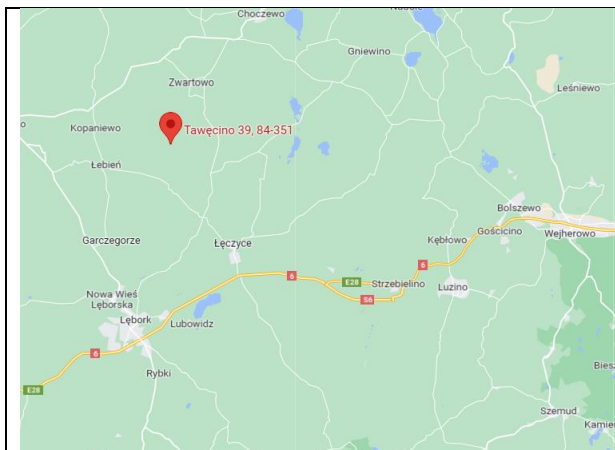 Choczewo
Gniewino
Zwartowo
Leśniewo
Kopaniewo
Tawęcino 39, 84-351
Łebień
Bolszewo
Garczegorze
Łęczyce
Kębłowo
Gościcino
Wejherowo
6
6
E28
Strzebielino
S6
Luzino
Nowa Wieś
Lęborska
Lębork
Lubowidz
6
Rybki
E28
Szemud